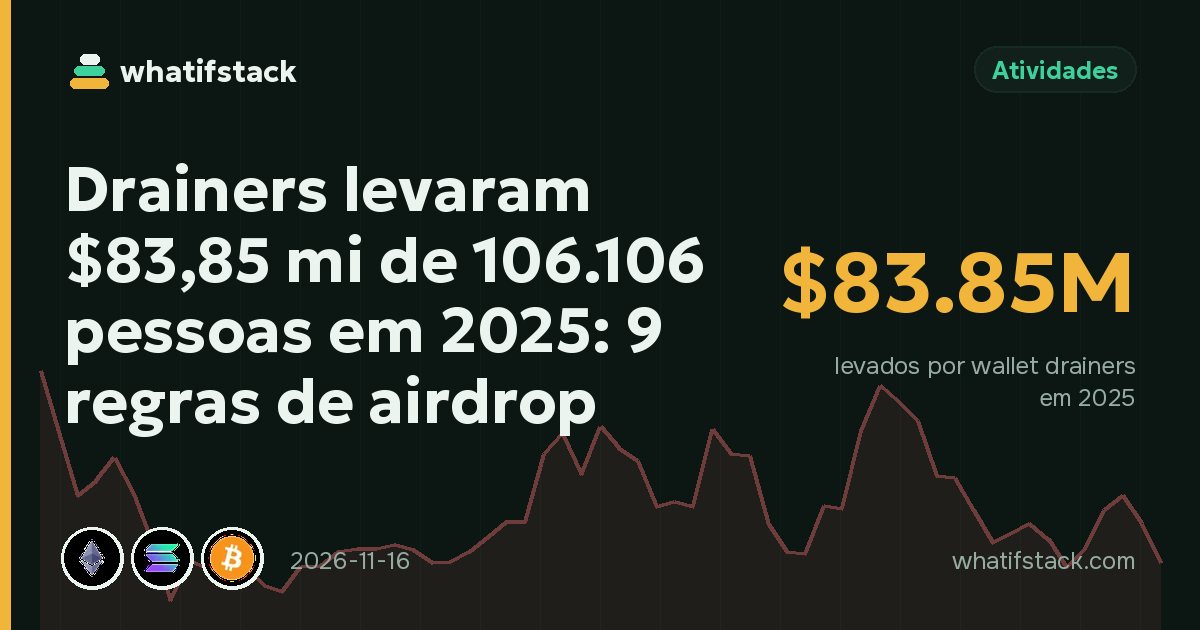 whatifstack
Atividades
Drainers levaram
$83,85 mi de 106.106
pessoas em 2025: 9
regras de airdrop
$83.85M
levados por wallet drainers
em 2025
2026-11-16
whatifstack.com